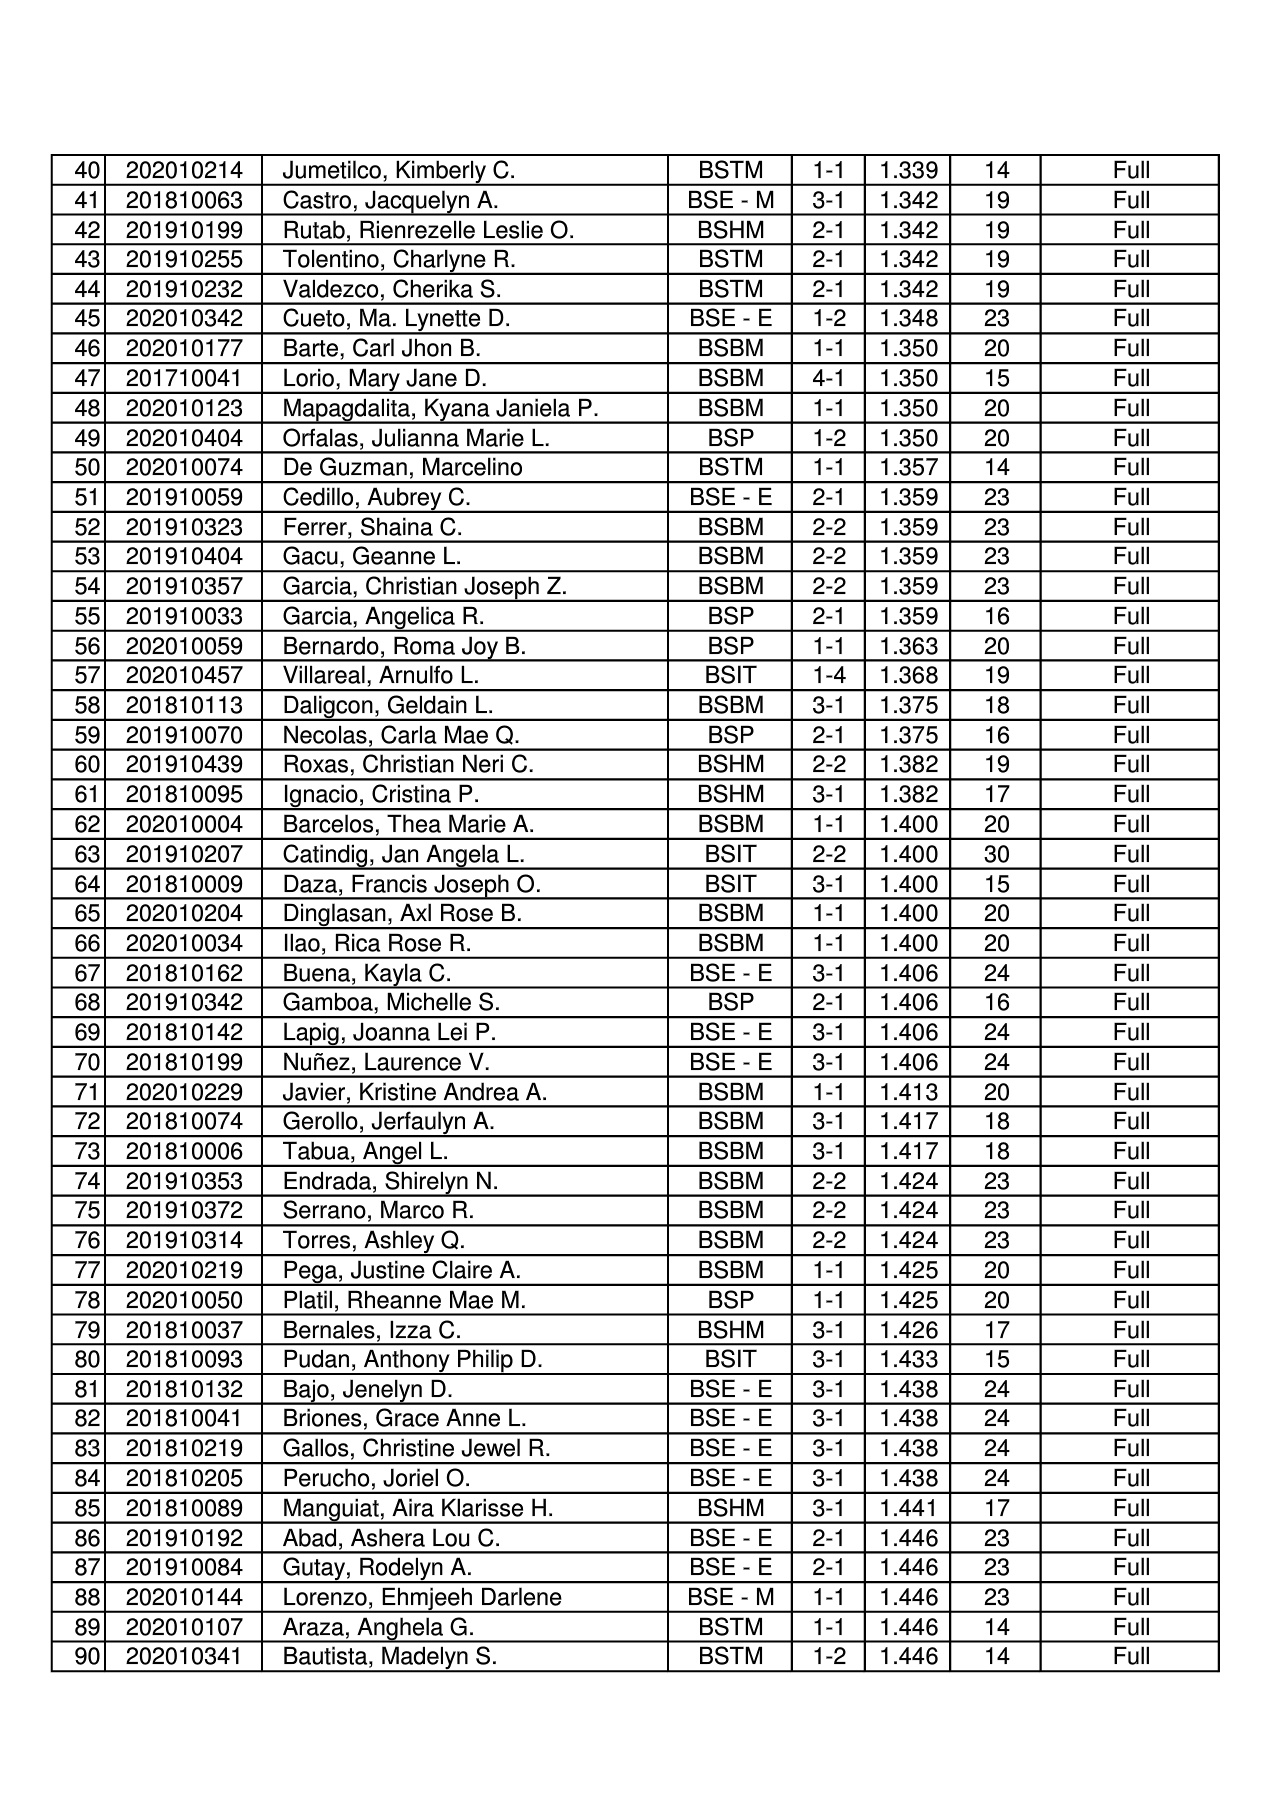 40 202010214 Jumetilco, Kimberly C. BSTM 1-1 1.339 14 Full
41 201810063 Castro, Jacquelyn A. BSE - M 3-1 1.342 19 Full
42 201910199 Rutab, Rienrezelle Leslie O. BSHM 2-1 1.342 19 Full
43 201910255 Tolentino, Charlyne R. BSTM 2-1 1.342 19 Full
44 201910232 Valdezco, Cherika S. BSTM 2-1 1.342 19 Full
45 202010342 Cueto, Ma. Lynette D. BSE - E 1-2 1.348 23 Full
46 202010177 Barte, Carl Jhon B. BSBM 1-1 1.350 20 Full
47 201710041 Lorio, Mary Jane D. BSBM 4-1 1.350 15 Full
48 202010123 Mapagdalita, Kyana Janiela P. BSBM 1-1 1.350 20 Full
49 202010404 Orfalas, Julianna Marie L. BSP 1-2 1.350 20 Full
50 202010074 De Guzman, Marcelino BSTM 1-1 1.357 14 Full
51 201910059 Cedillo, Aubrey C. BSE - E 2-1 1.359 23 Full
52 201910323 Ferrer, Shaina C. BSBM 2-2 1.359 23 Full
53 201910404 Gacu, Geanne L. BSBM 2-2 1.359 23 Full
54 201910357 Garcia, Christian Joseph Z. BSBM 2-2 1.359 23 Full
55 201910033 Garcia, Angelica R. BSP 2-1 1.359 16 Full
56 202010059 Bernardo, Roma Joy B. BSP 1-1 1.363 20 Full
57 202010457 Villareal, Arnulfo L. BSIT 1-4 1.368 19 Full
58 201810113 Daligcon, Geldain L. BSBM 3-1 1.375 18 Full
59 201910070 Necolas, Carla Mae Q. BSP 2-1 1.375 16 Full
60 201910439 Roxas, Christian Neri C. BSHM 2-2 1.382 19 Full
61 201810095 Ignacio, Cristina P. BSHM 3-1 1.382 17 Full
62 202010004 Barcelos, Thea Marie A. BSBM 1-1 1.400 20 Full
63 201910207 Catindig, Jan Angela L. BSIT 2-2 1.400 30 Full
64 201810009 Daza, Francis Joseph O. BSIT 3-1 1.400 15 Full
65 202010204 Dinglasan, Axl Rose B. BSBM 1-1 1.400 20 Full
66 202010034 Ilao, Rica Rose R. BSBM 1-1 1.400 20 Full
67 201810162 Buena, Kayla C. BSE - E 3-1 1.406 24 Full
68 201910342 Gamboa, Michelle S. BSP 2-1 1.406 16 Full
69 201810142 Lapig, Joanna Lei P. BSE - E 3-1 1.406 24 Full
70 201810199 Nuñez, Laurence V. BSE - E 3-1 1.406 24 Full
71 202010229 Javier, Kristine Andrea A. BSBM 1-1 1.413 20 Full
72 201810074 Gerollo, Jerfaulyn A. BSBM 3-1 1.417 18 Full
73 201810006 Tabua, Angel L. BSBM 3-1 1.417 18 Full
74 201910353 Endrada, Shirelyn N. BSBM 2-2 1.424 23 Full
75 201910372 Serrano, Marco R. BSBM 2-2 1.424 23 Full
76 201910314 Torres, Ashley Q. BSBM 2-2 1.424 23 Full
77 202010219 Pega, Justine Claire A. BSBM 1-1 1.425 20 Full
78 202010050 Platil, Rheanne Mae M. BSP 1-1 1.425 20 Full
79 201810037 Bernales, Izza C. BSHM 3-1 1.426 17 Full
80 201810093 Pudan, Anthony Philip D. BSIT 3-1 1.433 15 Full
81 201810132 Bajo, Jenelyn D. BSE - E 3-1 1.438 24 Full
82 201810041 Briones, Grace Anne L. BSE - E 3-1 1.438 24 Full
83 201810219 Gallos, Christine Jewel R. BSE - E 3-1 1.438 24 Full
84 201810205 Perucho, Joriel O. BSE - E 3-1 1.438 24 Full
85 201810089 Manguiat, Aira Klarisse H. BSHM 3-1 1.441 17 Full
86 201910192 Abad, Ashera Lou C. BSE - E 2-1 1.446 23 Full
87 201910084 Gutay, Rodelyn A. BSE - E 2-1 1.446 23 Full
88 202010144 Lorenzo, Ehmjeeh Darlene BSE - M 1-1 1.446 23 Full
89 202010107 Araza, Anghela G. BSTM 1-1 1.446 14 Full
90 202010341 Bautista, Madelyn S. BSTM 1-2 1.446 14 Full